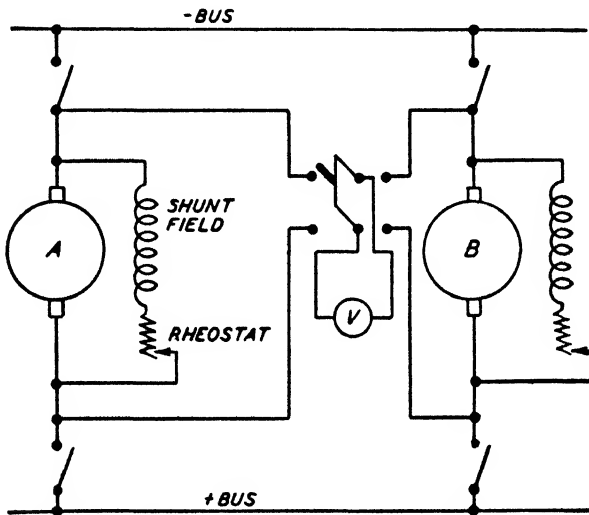 -BUS
SHUNT
FIELD
A
B
V
RHEOSTAT
+BUS